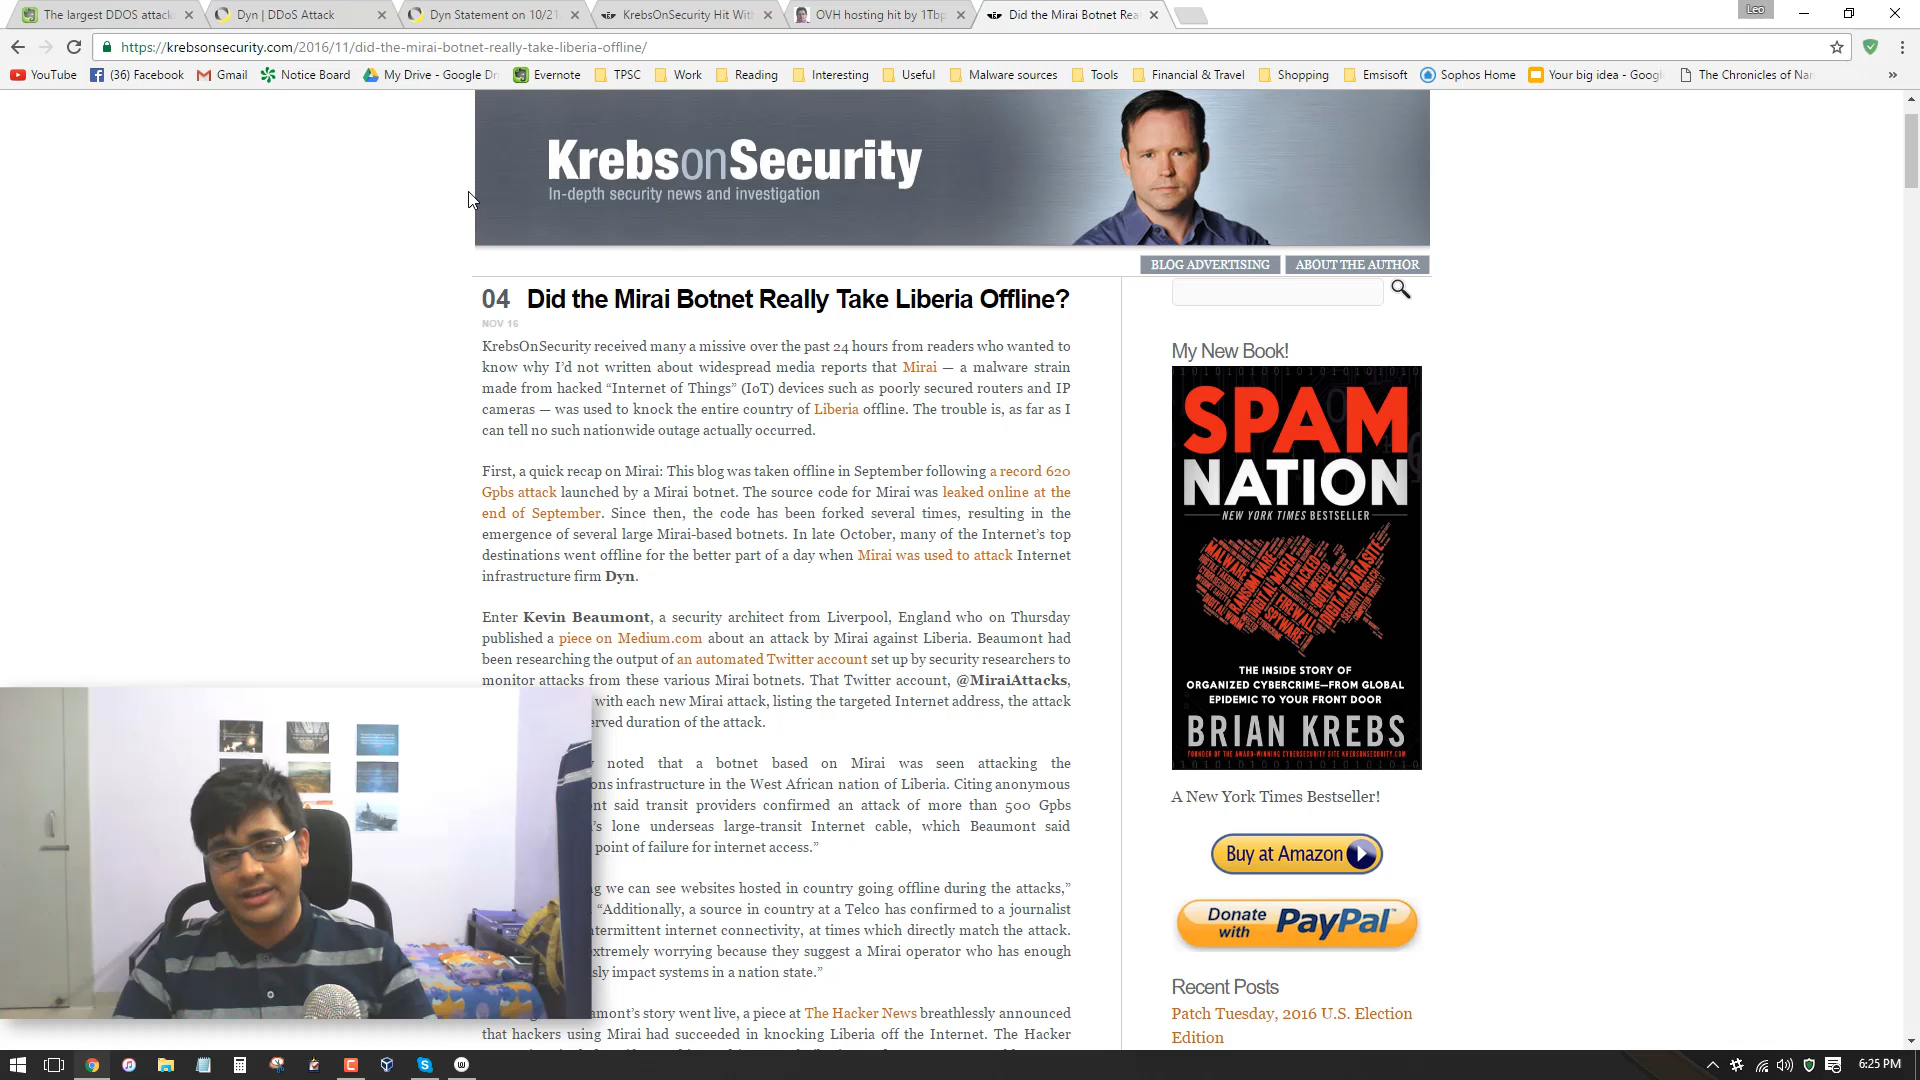 The largest DDOS attack
Dyn | DDoS Attack
Dyn Statement on 10/21
KrebsOnSecurity Hit With
OVH hosting hit by 1Tbp
Did the Mirai Botnet Rea
Leo
https://krebsonsecurity.com/2016/11/did-the-mirai-botnet-really-take-liberia-offline/
YouTube
(36) Facebook
Gmail
Notice Board
My Drive - Google Dr
Evernote
TPSC
Work
Reading
Interesting
Useful
Malware sources
Tools
Financial & Travel
Shopping
Emsisoft
Sophos Home
Your big idea - Googl
The Chronicles of Nar
KrebsonSecurity
In-depth security news and investigation
BLOG ADVERTISING
ABOUT THE AUTHOR
04 Did the Mirai Botnet Really Take Liberia Offline?
NOV 16
KrebsOnSecurity received many a missive over the past 24 hours from readers who wanted to
know why I’d not written about widespread media reports that Mirai — a malware strain
made from hacked “Internet of Things” (IoT) devices such as poorly secured routers and IP
cameras — was used to knock the entire country of Liberia offline. The trouble is, as far as I
can tell no such nationwide outage actually occurred.
First, a quick recap on Mirai: This blog was taken offline in September following a record 620
Gpbs attack launched by a Mirai botnet. The source code for Mirai was leaked online at the
end of September. Since then, the code has been forked several times, resulting in the
emergence of several large Mirai-based botnets. In late October, many of the Internet’s top
destinations went offline for the better part of a day when Mirai was used to attack Internet
infrastructure firm Dyn.
Enter Kevin Beaumont, a security architect from Liverpool, England who on Thursday
published a piece on Medium.com about an attack by Mirai against Liberia. Beaumont had
been researching the output of an automated Twitter account set up by security researchers to
monitor attacks from these various Mirai botnets. That Twitter account, @MiraiAttacks,
with each new Mirai attack, listing the targeted Internet address, the attack
erved duration of the attack.
noted that a botnet based on Mirai was seen attacking the
ons infrastructure in the West African nation of Liberia. Citing anonymous
nt said transit providers confirmed an attack of more than 500 Gpbs
’s lone underseas large-transit Internet cable, which Beaumont said
point of failure for internet access.”
g we can see websites hosted in country going offline during the attacks,”
“Additionally, a source in country at a Telco has confirmed to a journalist
ntermittent internet connectivity, at times which directly match the attack.
extremely worrying because they suggest a Mirai operator who has enough
sly impact systems in a nation state.”
amont’s story went live, a piece at The Hacker News breathlessly announced
that hackers using Mirai had succeeded in knocking Liberia off the Internet. The Hacker
My New Book!
SPAM
NATION
NEW YORK TIMES BESTSELLER
THE INSIDE STORY OF
ORGANIZED CYBERCRIME—FROM GLOBAL
EPIDEMIC TO YOUR FRONT DOOR
BRIAN KREBS
FOUNDER OF THE AWARD-WINNING CYBERSECURITY SITE KREBSONSECURITY.COM
A New York Times Bestseller!
Buy at Amazon
Donate
with PayPal
Recent Posts
Patch Tuesday, 2016 U.S. Election
Edition
6:25 PM